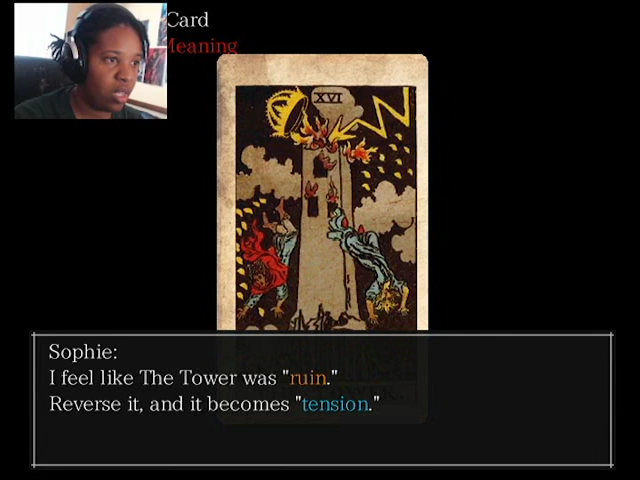 Card
Meaning
XVI
Sophie:
I feel like The Tower was "ruin."
Reverse it, and it becomes "tension."